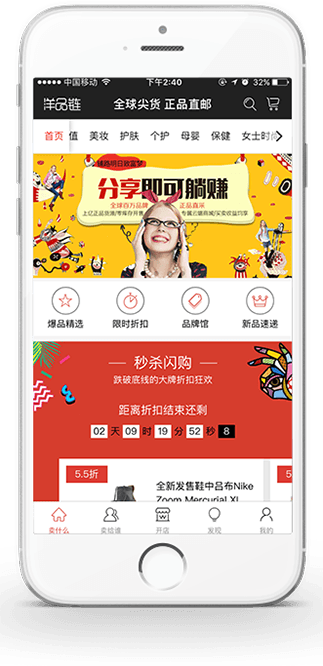 中国移动 下午2:40 32%
洋品链 全球尖货 正品直邮
首页 值 美妆 护肤 个护 母婴 保健 女士时尚
分享即可躺赚
全球百万品牌 正品直采
爆品精选 限时折扣 品牌馆 新品速递
秒杀闪购
跌破底线的大牌折扣狂欢
距离折扣结束还剩
02 天 09 时 19 分 52 秒 8
5.5折 5
全新发售鞋中吕布Nike
Zoom Mercurial XI
卖什么 卖给谁 开店 发现 我的